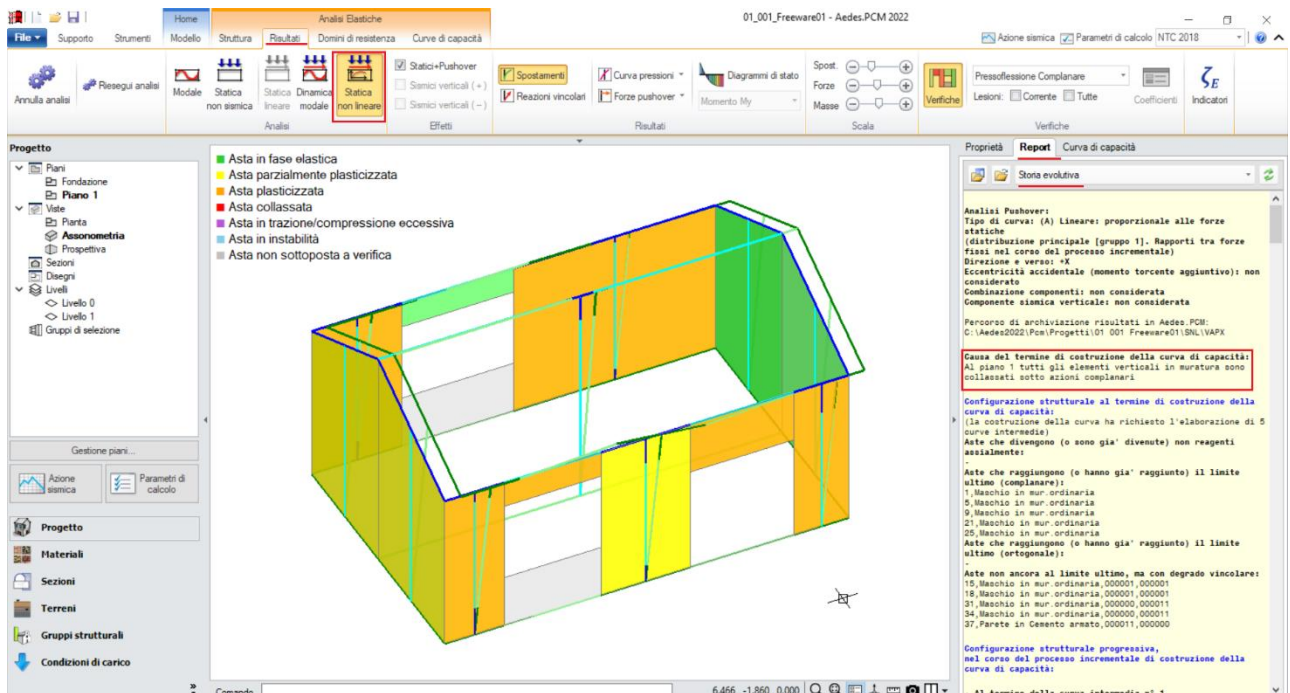 01_001_Freeware01 - Aedes.PCM 2022
Home
Analisi Elastiche
File
Supporto
Strumenti
Modello
Struttura
Risultati
Domini di resistenza
Curve di capacità
Azione sismica
Parametri di calcolo
NTC 2018
Annulla analisi
Riesegui analisi
Modale
Statica non sismica
Statica lineare
Dinamica modale
Statica non lineare
Analisi
Statici+Pushover
Sismici verticali (+)
Sismici verticali (−)
Effetti
Spostamenti
Reazioni vincolari
Curva pressioni
Forze pushover
Diagrammi di stato
Momento My
Risultati
Spost.
Forze
Masse
Scala
Verifiche
Pressoflessione Complanare
Lesioni:
Corrente
Tutte
Coefficienti
Verifiche
ζE
Indicatori
Progetto
Piani
Fondazione
Piano 1
Viste
Pianta
Assonometria
Prospettiva
Sezioni
Disegni
Livelli
Livello 0
Livello 1
Gruppi di selezione
Gestione piani...
Azione sismica
Parametri di calcolo
Progetto
Materiali
Sezioni
Terreni
Gruppi strutturali
Condizioni di carico
Asta in fase elastica
Asta parzialmente plasticizzata
Asta plasticizzata
Asta collassata
Asta in trazione/compressione eccessiva
Asta in instabilità
Asta non sottoposta a verifica
Comando
6.466 -1.860 0.000
Proprietà
Report
Curva di capacità
Storia evolutiva
Analisi Pushover:
Tipo di curva: (A) Lineare: proporzionale alle forze
statiche
(distribuzione principale [gruppo 1]. Rapporti tra forze
fissi nel corso del processo incrementale)
Direzione e verso: +X
Eccentricità accidentale (momento torcente aggiuntivo): non
considerato
Combinazione componenti: non considerata
Componente sismica verticale: non considerata
Percorso di archiviazione risultati in Aedes.PCM:
C:\Aedes2022\Pcm\Progetti\01 001 Freeware01\SNL\VAPX
Causa del termine di costruzione della curva di capacità:
Al piano 1 tutti gli elementi verticali in muratura sono
collassati sotto azioni complanari
Configurazione strutturale al termine di costruzione della
curva di capacità:
(la costruzione della curva ha richiesto l'elaborazione di 5
curve intermedie)
Aste che divengono (o sono gia' divenute) non reagenti
assialmente:
-
Aste che raggiungono (o hanno gia' raggiunto) il limite
ultimo (complanare):
1,Maschio in mur.ordinaria
5,Maschio in mur.ordinaria
9,Maschio in mur.ordinaria
21,Maschio in mur.ordinaria
25,Maschio in mur.ordinaria
Aste che raggiungono (o hanno gia' raggiunto) il limite
ultimo (ortogonale):
-
Aste non ancora al limite ultimo, ma con degrado vincolare:
15,Maschio in mur.ordinaria,000001,000001
18,Maschio in mur.ordinaria,000001,000001
31,Maschio in mur.ordinaria,000000,000011
34,Maschio in mur.ordinaria,000000,000011
37,Parete in Cemento armato,000011,000000
Configurazione strutturale progressiva,
nel corso del processo incrementale di costruzione della
curva di capacità: